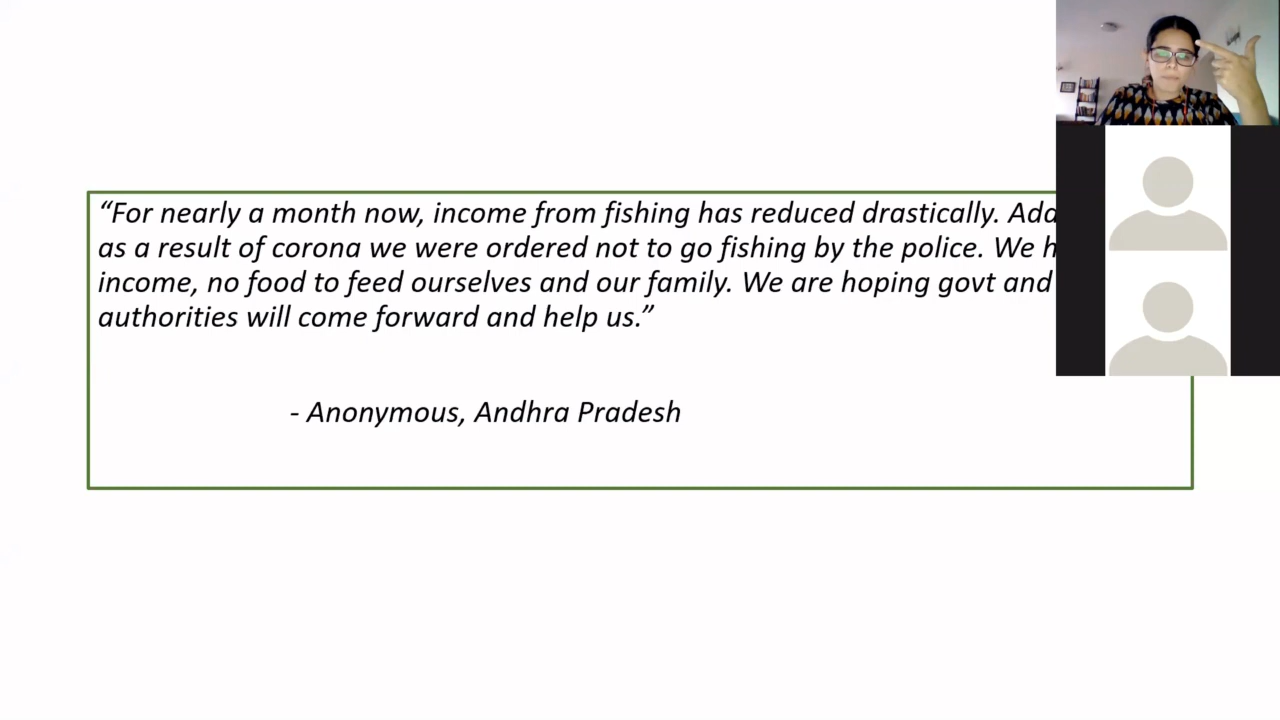 “For nearly a month now, income from fishing has reduced drastically.
as a result of corona we were ordered not to go fishing by the police. We
income, no food to feed ourselves and our family. We are hoping govt and
authorities will come forward and help us.”
- Anonymous, Andhra Pradesh